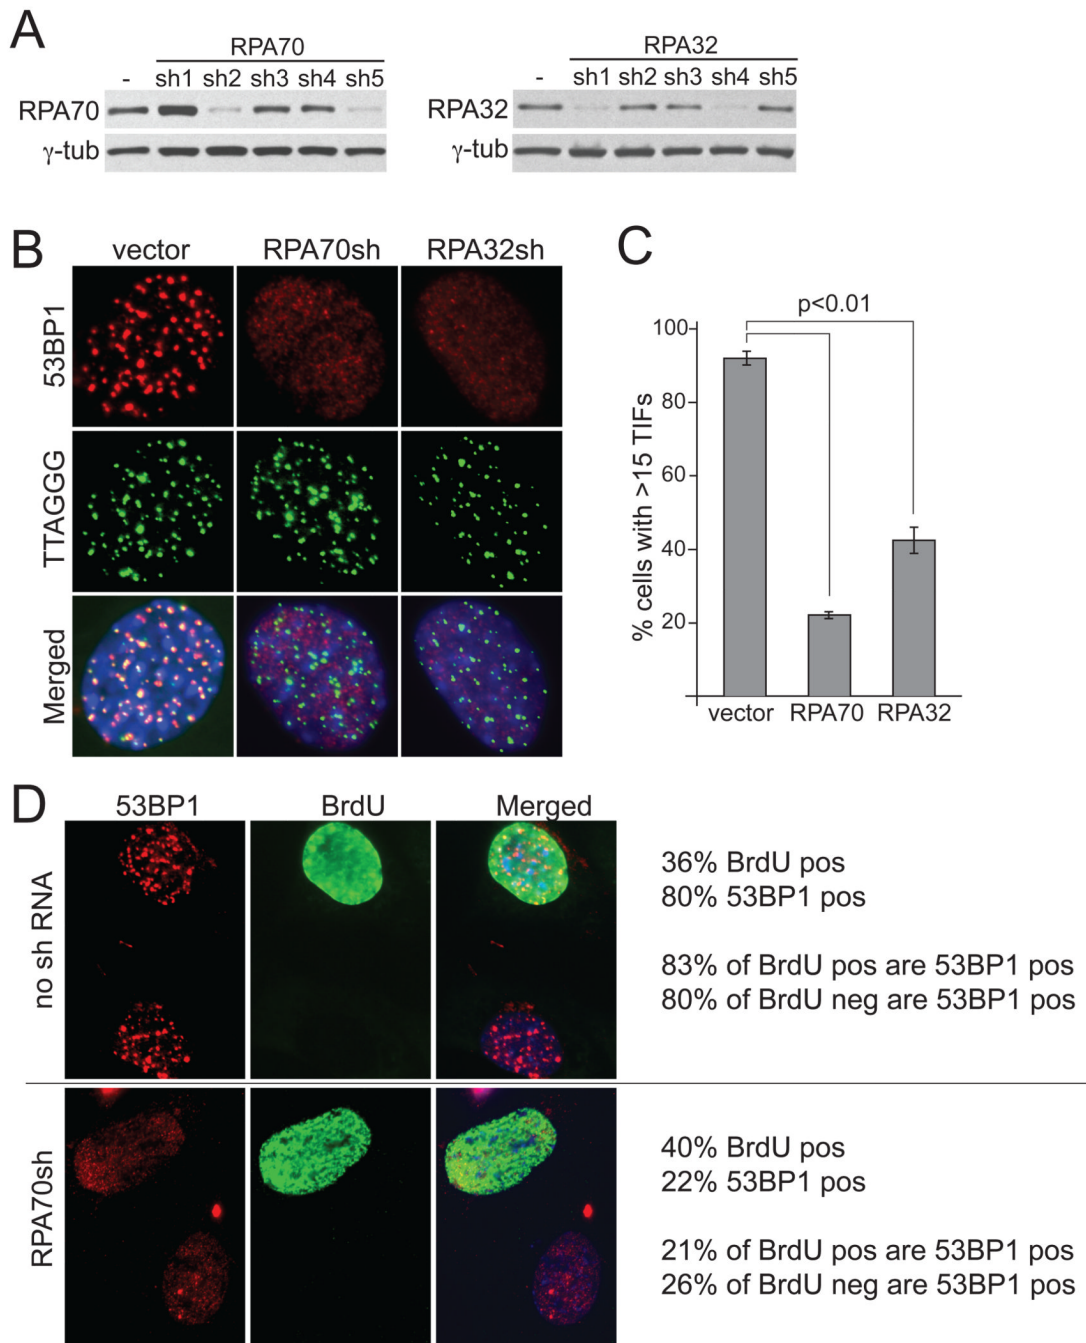 A
RPA70
- sh1 sh2 sh3 sh4 sh5
RPA70
γ-tub
RPA32
- sh1 sh2 sh3 sh4 sh5
RPA32
γ-tub
B
vector RPA70sh RPA32sh
53BP1
TTAGGG
Merged
C
p<0.01
% cells with >15 TIFs
100
80
60
40
20
vector RPA70 RPA32
D
53BP1 BrdU Merged
no sh RNA
36% BrdU pos
80% 53BP1 pos
83% of BrdU pos are 53BP1 pos
80% of BrdU neg are 53BP1 pos
RPA70sh
40% BrdU pos
22% 53BP1 pos
21% of BrdU pos are 53BP1 pos
26% of BrdU neg are 53BP1 pos